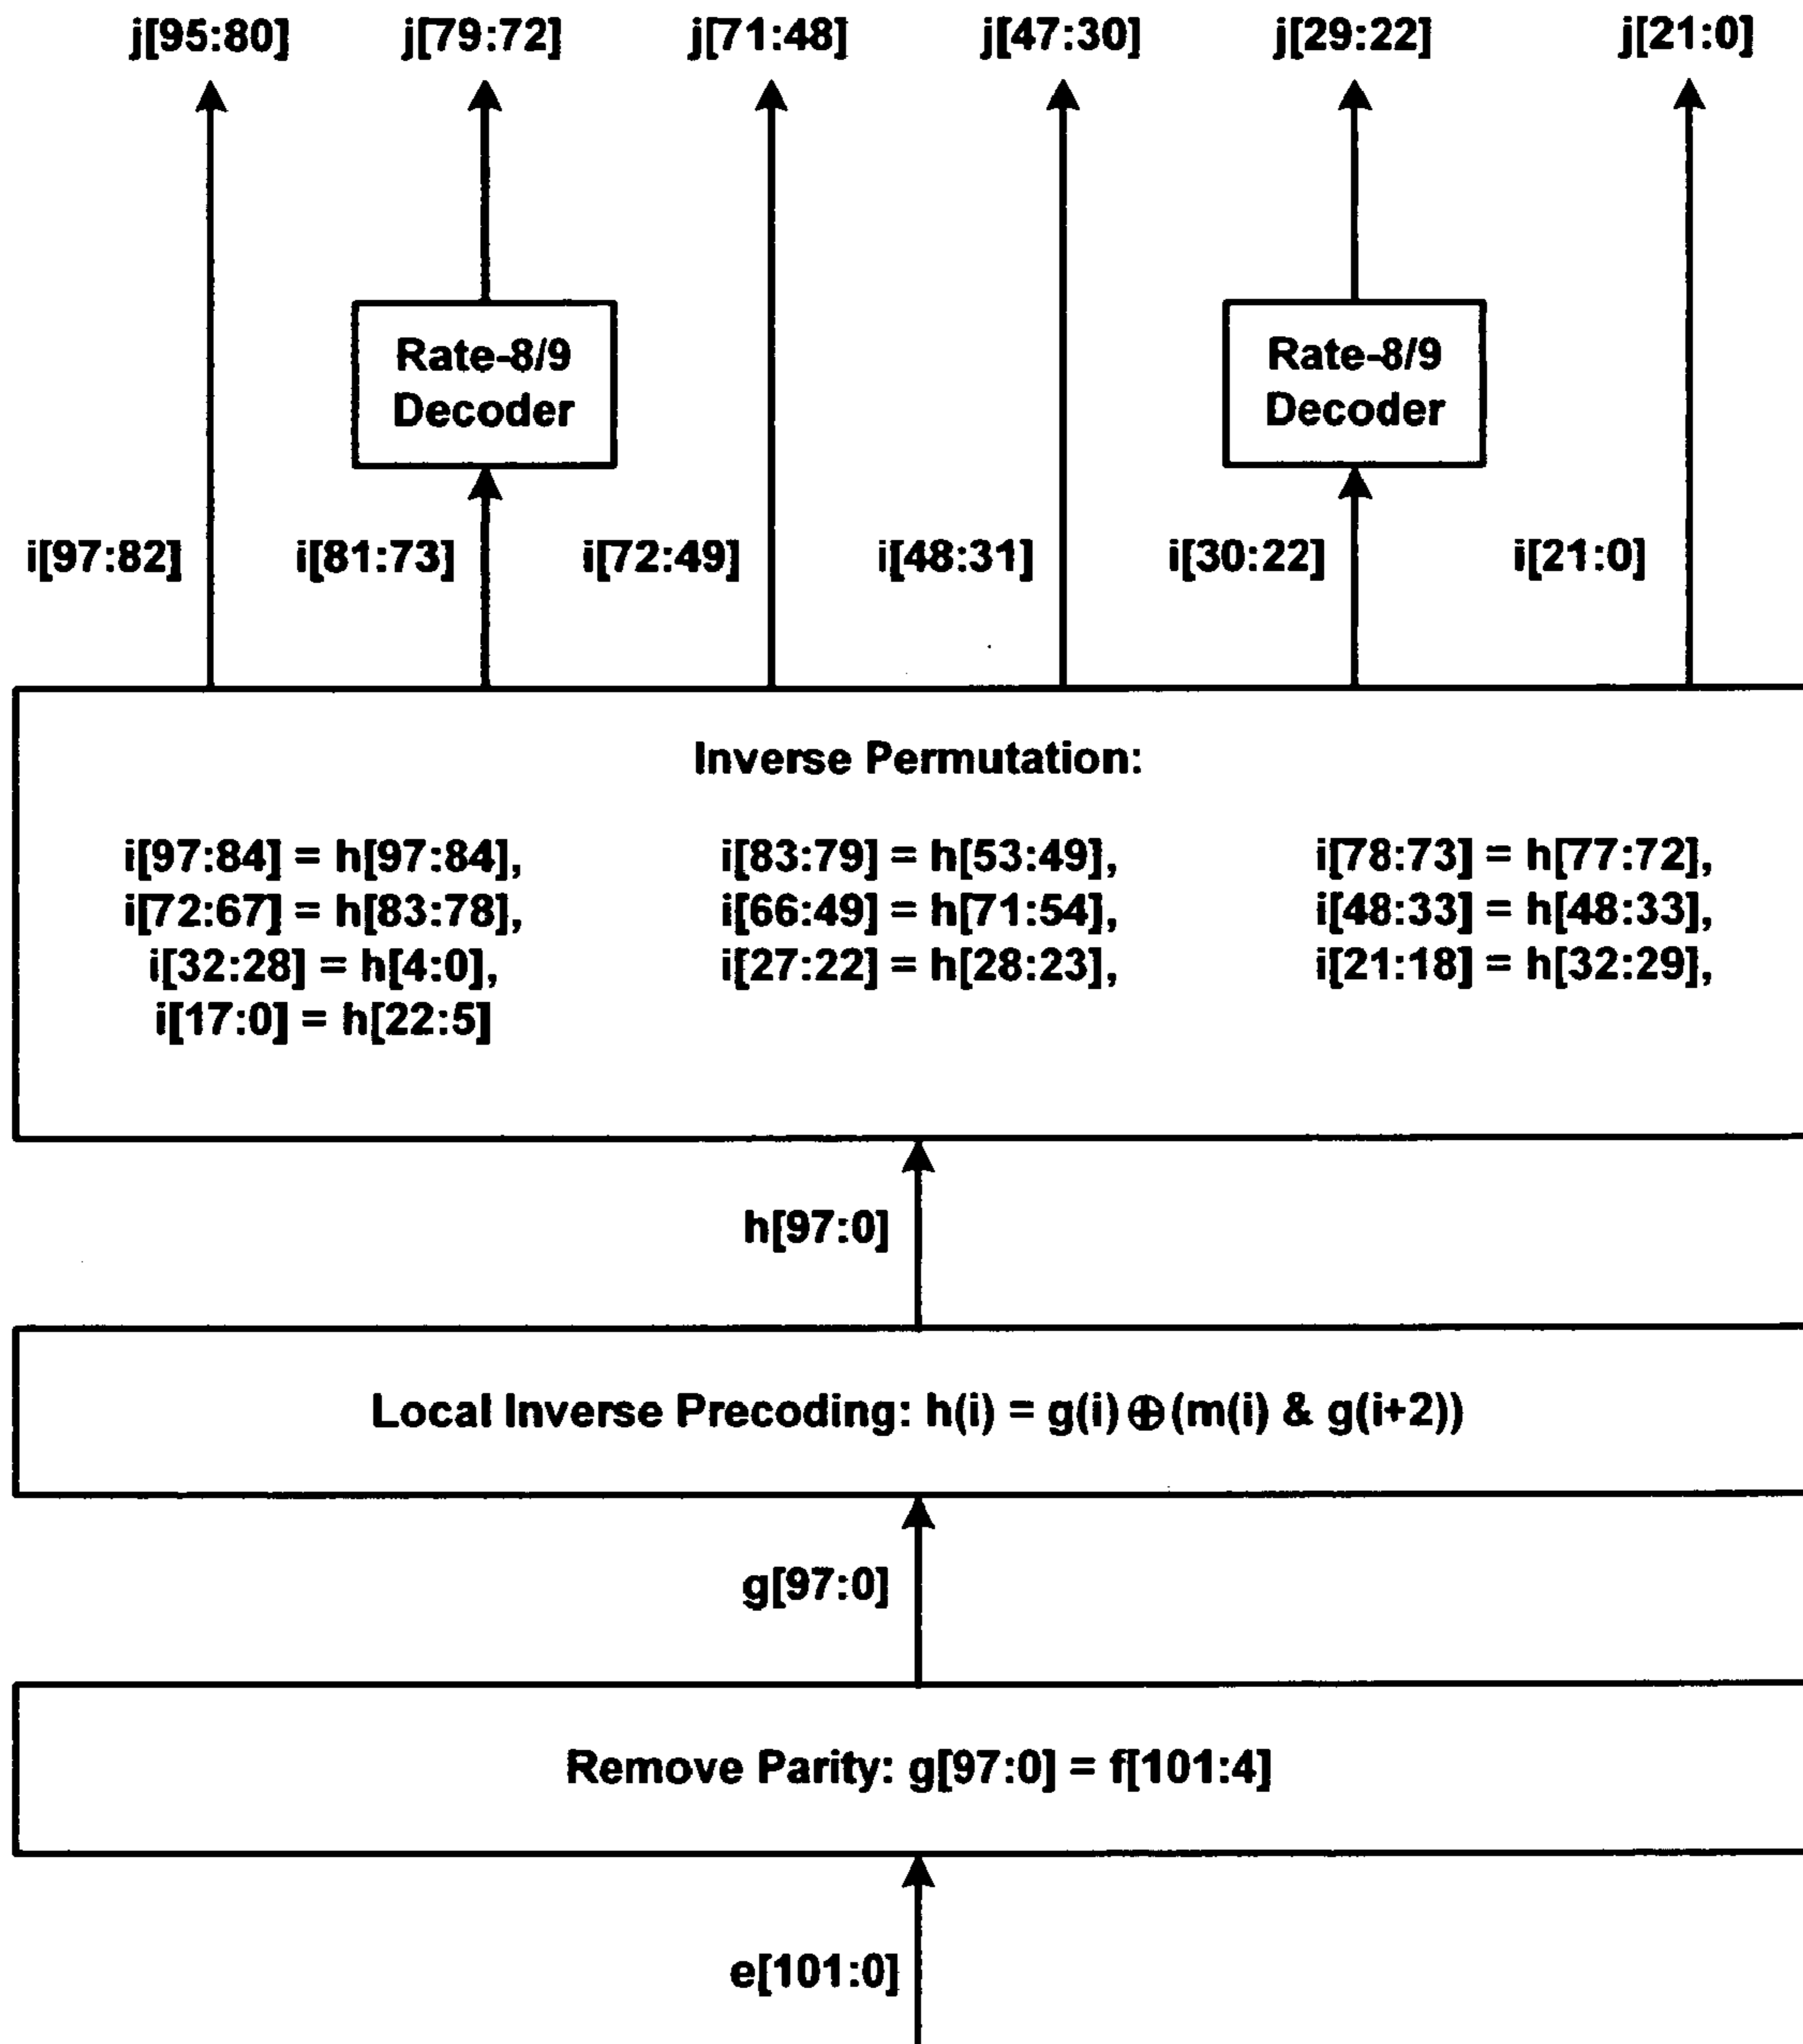 j[95:80] j[79:72] j[71:48] j[47:30] j[29:22] j[21:0]
Rate-8/9
Decoder
Rate-8/9
Decoder
i[97:82] i[81:73] i[72:49] i[48:31] i[30:22] i[21:0]
Inverse Permutation:
i[97:84] = h[97:84], i[83:79] = h[53:49], i[78:73] = h[77:72],
i[72:67] = h[83:78], i[66:49] = h[71:54], i[48:33] = h[48:33],
i[32:28] = h[4:0], i[27:22] = h[28:23], i[21:18] = h[32:29],
i[17:0] = h[22:5]
h[97:0]
Local Inverse Precoding: h(i) = g(i)⊕(m(i) & g(i+2))
g[97:0]
Remove Parity: g[97:0] = f[101:4]
e[101:0]